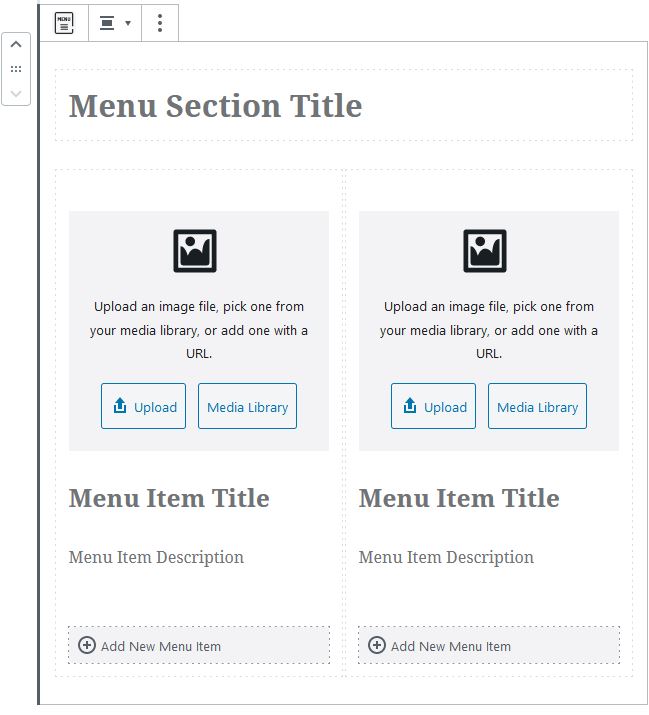 MENU
Menu Section Title
Upload an image file, pick one from
your media library, or add one with a
URL.
Upload
Media Library
Menu Item Title
Menu Item Description
Add New Menu Item
Upload an image file, pick one from
your media library, or add one with a
URL.
Upload
Media Library
Menu Item Title
Menu Item Description
Add New Menu Item